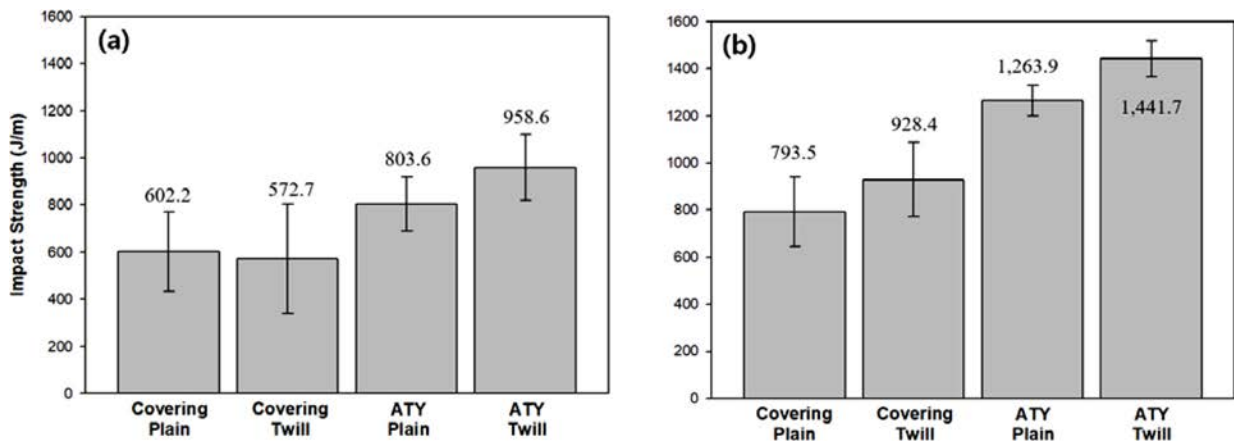 (a)
Impact Strength (J/m)
1600
1400
1200
1000
800
600
400
200
0
602.2
572.7
803.6
958.6
Covering
Plain
Covering
Twill
ATY
Plain
ATY
Twill
(b)
1600
1400
1200
1000
800
600
400
200
0
793.5
928.4
1,263.9
1,441.7
Covering
Plain
Covering
Twill
ATY
Plain
ATY
Twill